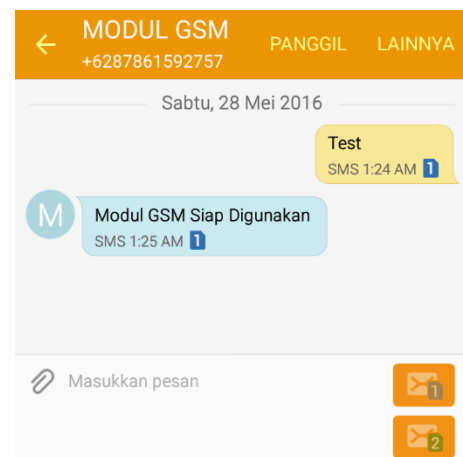 MODUL GSM
+6287861592757
PANGGIL
LAINNYA
Sabtu, 28 Mei 2016
Test
SMS 1:24 AM 1
M
Modul GSM Siap Digunakan
SMS 1:25 AM 1
Masukkan pesan
1
2